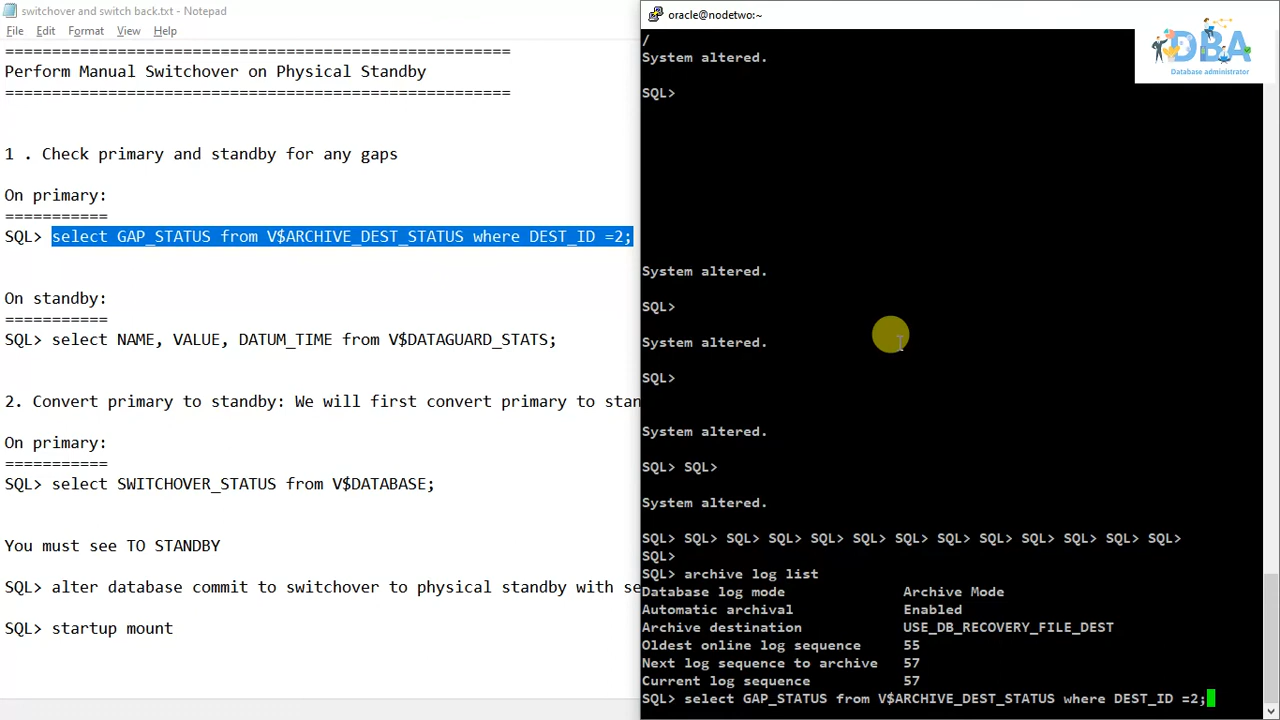 switchover and switch back.txt - Notepad
File Edit Format View Help
======================================================
Perform Manual Switchover on Physical Standby
======================================================
1 . Check primary and standby for any gaps
On primary:
===========
SQL> select GAP_STATUS from V$ARCHIVE_DEST_STATUS where DEST_ID =2;
On standby:
===========
SQL> select NAME, VALUE, DATUM_TIME from V$DATAGUARD_STATS;
2. Convert primary to standby: We will first convert primary to stan
On primary:
===========
SQL> select SWITCHOVER_STATUS from V$DATABASE;
You must see TO STANDBY
SQL> alter database commit to switchover to physical standby with se
SQL> startup mount
oracle@nodetwo:~
DBA
Database administrator
/
System altered.
SQL>
System altered.
SQL>
System altered.
SQL>
System altered.
SQL> SQL>
System altered.
SQL> SQL> SQL> SQL> SQL> SQL> SQL> SQL> SQL> SQL> SQL> SQL> SQL>
SQL>
SQL> archive log list
Database log mode Archive Mode
Automatic archival Enabled
Archive destination USE_DB_RECOVERY_FILE_DEST
Oldest online log sequence 55
Next log sequence to archive 57
Current log sequence 57
SQL> select GAP_STATUS from V$ARCHIVE_DEST_STATUS where DEST_ID =2;